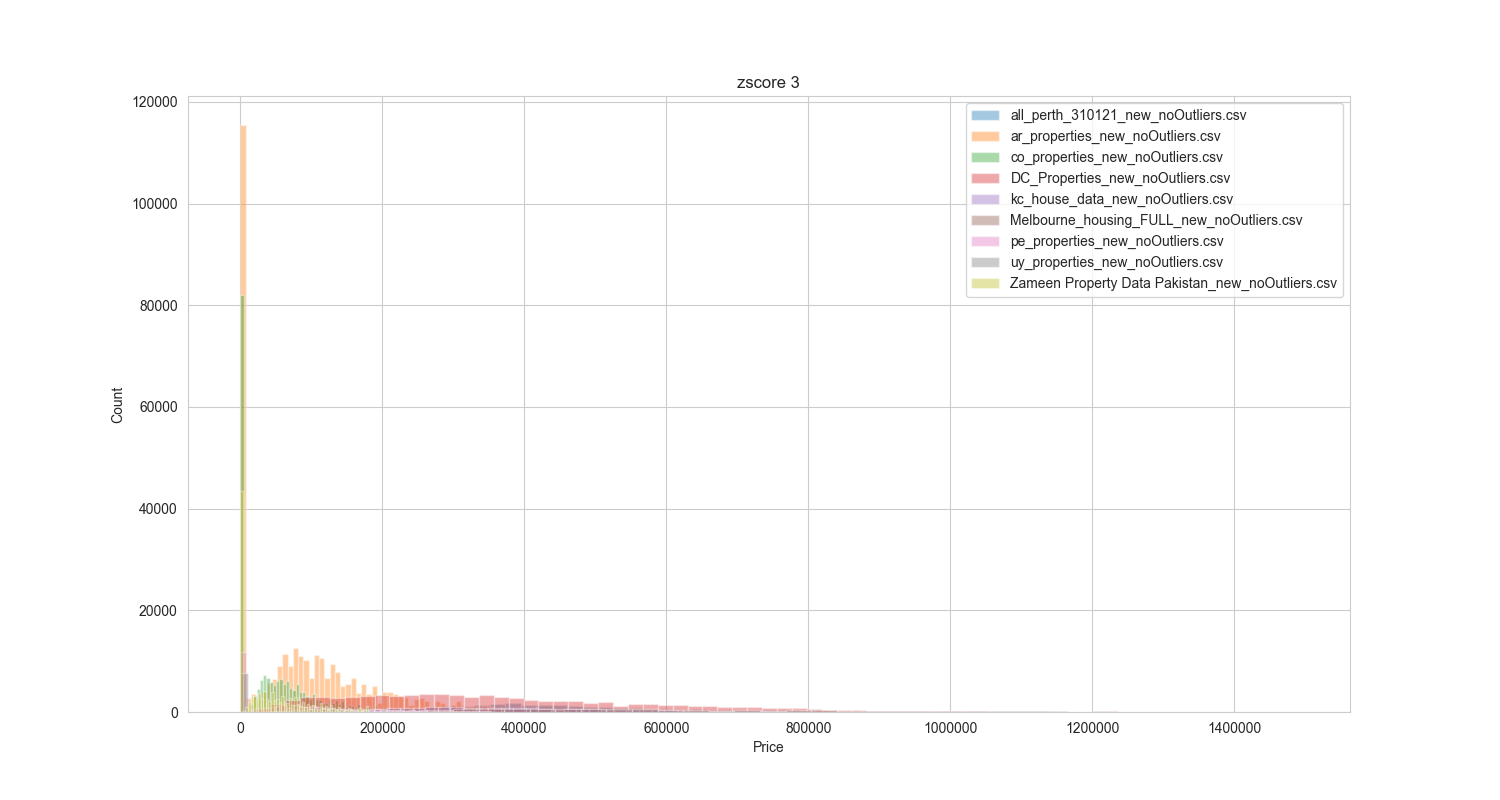 zscore 3
120000
100000
80000
60000
40000
20000
0
Count
all_perth_310121_new_noOutliers.csv
ar_properties_new_noOutliers.csv
co_properties_new_noOutliers.csv
DC_Properties_new_noOutliers.csv
kc_house_data_new_noOutliers.csv
Melbourne_housing_FULL_new_noOutliers.csv
pe_properties_new_noOutliers.csv
uy_properties_new_noOutliers.csv
Zameen Property Data Pakistan_new_noOutliers.csv
0 200000 400000 600000 800000 1000000 1200000 1400000
Price